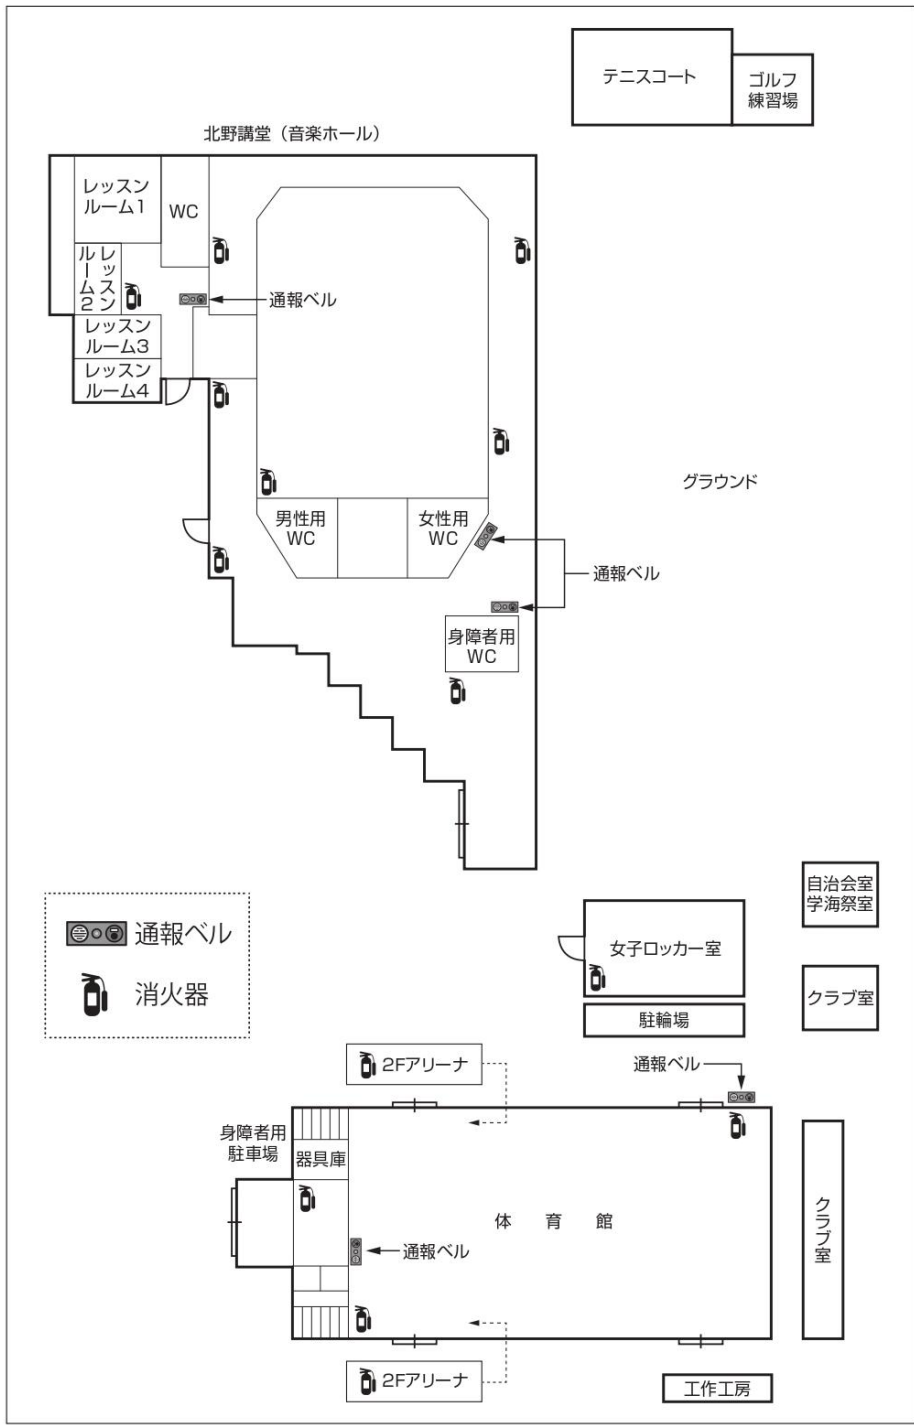 テニスコート
ゴルフ
練習場
北野講堂（音楽ホール）
レッスン
ルーム1
WC
レッスン
ルーム2
通報ベル
レッスン
ルーム3
レッスン
ルーム4
グラウンド
男性用
WC
女性用
WC
通報ベル
身障者用
WC
自治会室
学海祭室
通報ベル
消火器
女子ロッカー室
クラブ室
駐輪場
2Fアリーナ
通報ベル
身障者用
駐車場
器具庫
体育館
クラブ室
通報ベル
2Fアリーナ
工作工房